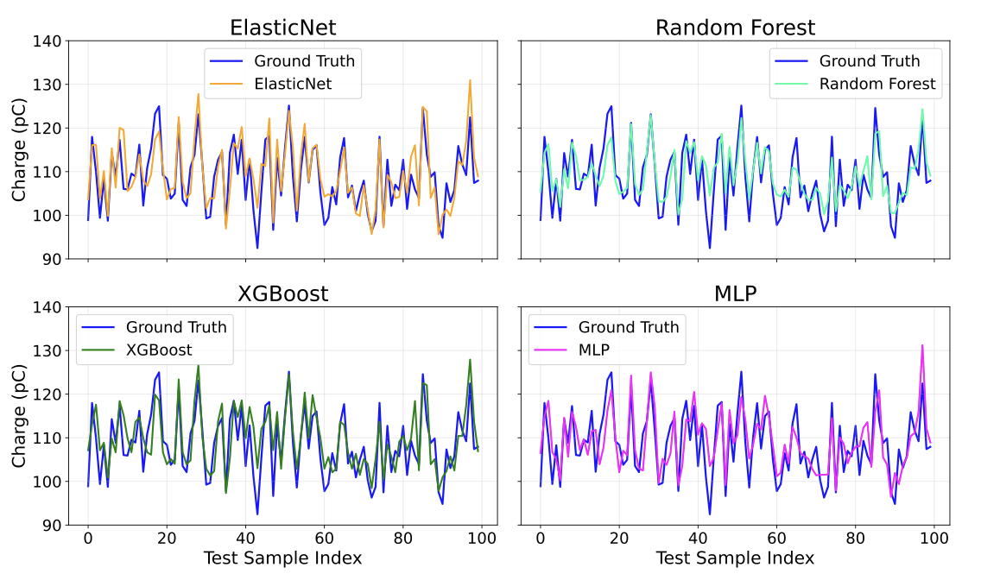 ElasticNet
Random Forest
140
130
120
110
100
90
Charge (pC)
Ground Truth
ElasticNet
Ground Truth
Random Forest
XGBoost
MLP
140
130
120
110
100
90
Charge (pC)
Ground Truth
XGBoost
Ground Truth
MLP
0 20 40 60 80 100
0 20 40 60 80 100
Test Sample Index
Test Sample Index